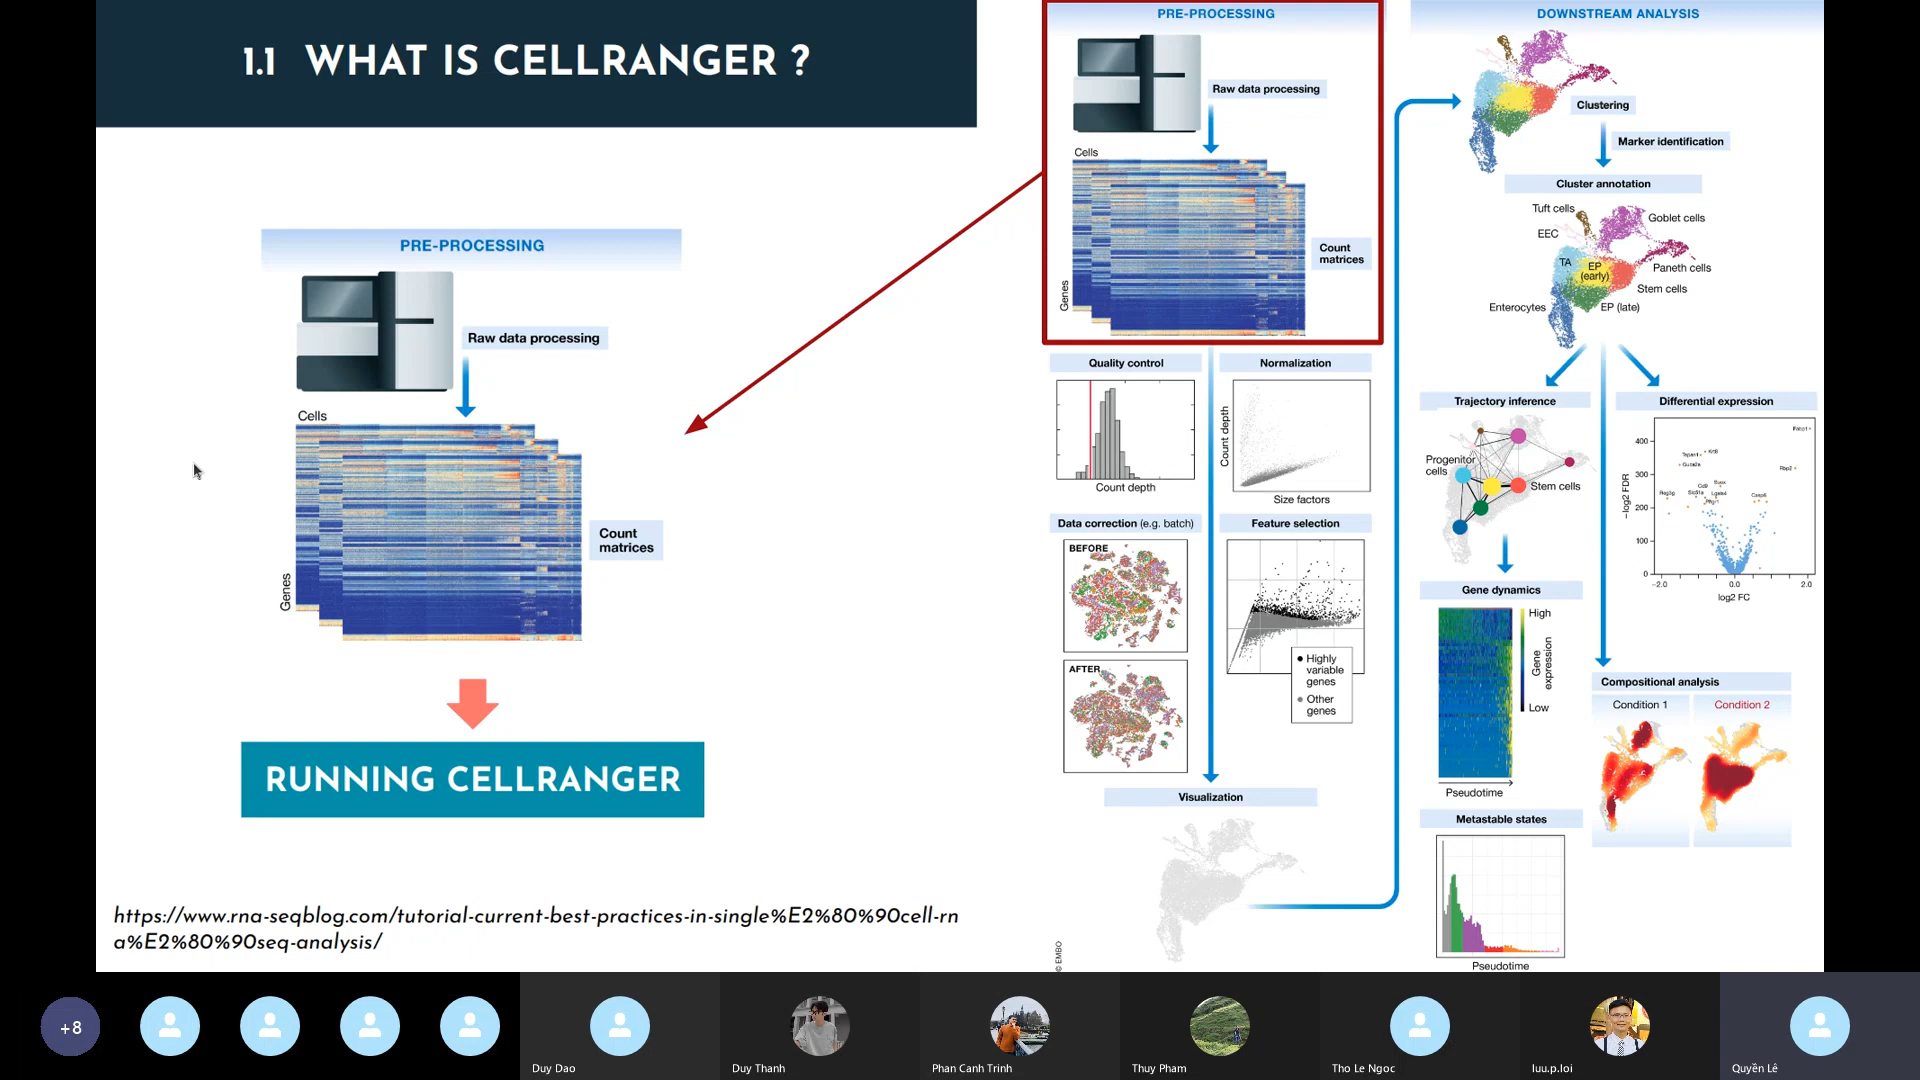 1.1 WHAT IS CELLRANGER ?
PRE-PROCESSING
Raw data processing
Cells
Genes
Count
matrices
RUNNING CELLRANGER
https://www.rna-seqblog.com/tutorial-current-best-practices-in-single%E2%80%90cell-rn
a%E2%80%90seq-analysis/
PRE-PROCESSING
Raw data processing
Cells
Genes
Count
matrices
Quality control
Count depth
Normalization
Count depth
Size factors
Data correction (e.g. batch)
BEFORE
AFTER
Feature selection
Highly
variable
genes
Other
genes
Visualization
© EMBO
DOWNSTREAM ANALYSIS
Clustering
Marker identification
Cluster annotation
Tuft cells
Goblet cells
EEC
TA
EP
(early)
Paneth cells
Stem cells
Enterocytes
EP (late)
Trajectory inference
Progenitor
cells
Stem cells
Gene dynamics
High
Gene
expression
Low
Pseudotime
Metastable states
Pseudotime
Differential expression
400
300
200
100
0
−log2 FDR
−2.0
0.0
2.0
log2 FC
Compositional analysis
Condition 1
Condition 2
+8
Duy Dao
Duy Thanh
Phan Canh Trinh
Thuy Pham
Tho Le Ngoc
luu.p.loi
Quyền Lê